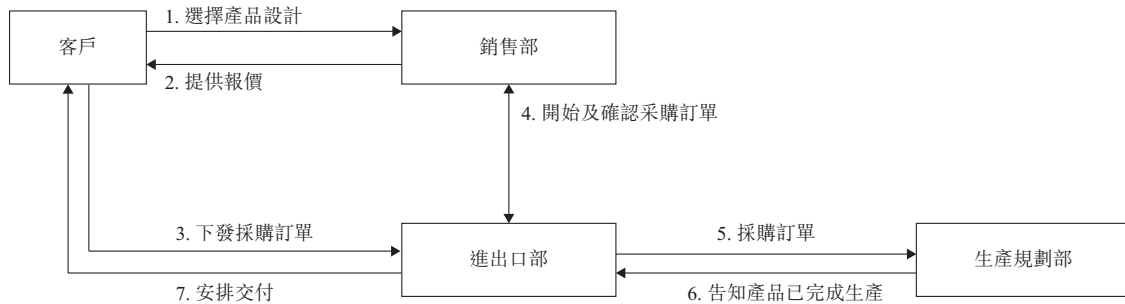 1. 選擇產品設計
客戶
銷售部
2. 提供報價
4. 開始及確認采購訂單
3. 下發採購訂單
5. 採購訂單
進出口部
生產規劃部
7. 安排交付
6. 告知產品已完成生產